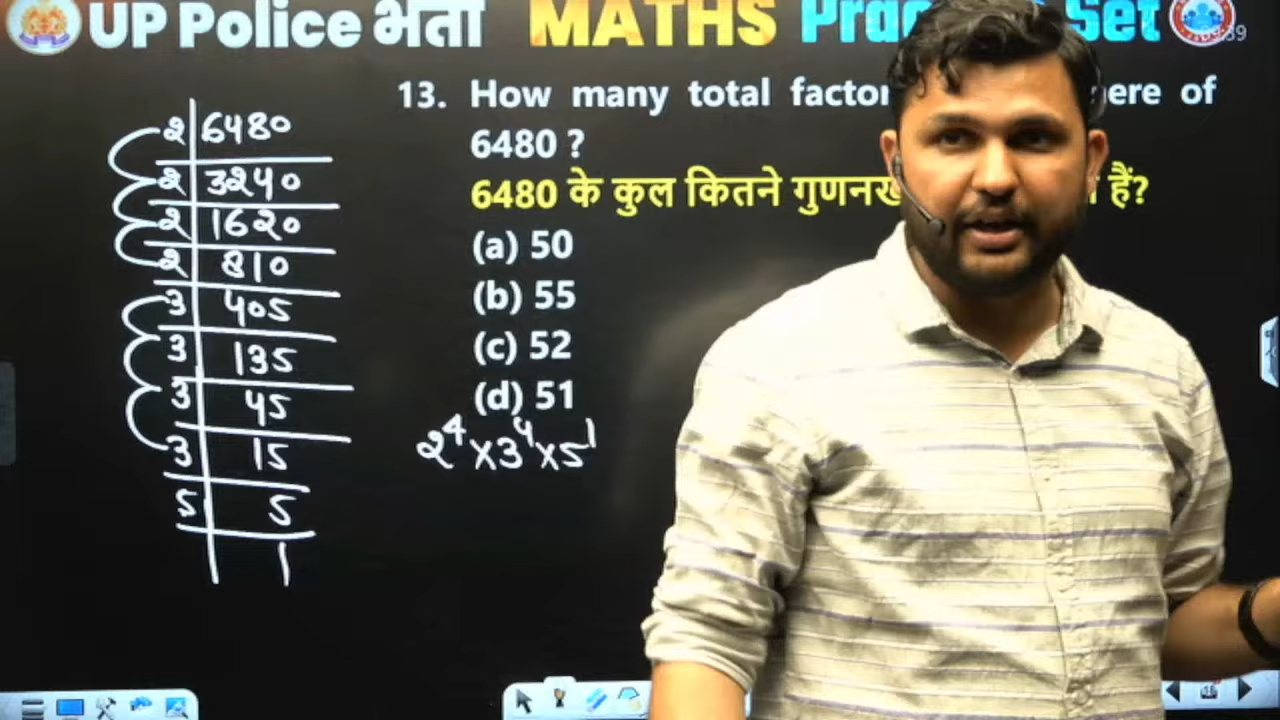 UP Police भर्ती MATHS Practice Set
13. How many total factor ere of
6480 ?
6480 के कुल कितने गुणनख हैं?
(a) 50
(b) 55
(c) 52
(d) 51
2⁴×3⁴×5¹
2 | 6480
2 | 3240
2 | 1620
2 | 810
3 | 405
3 | 135
3 | 45
3 | 15
5 | 5
| 1